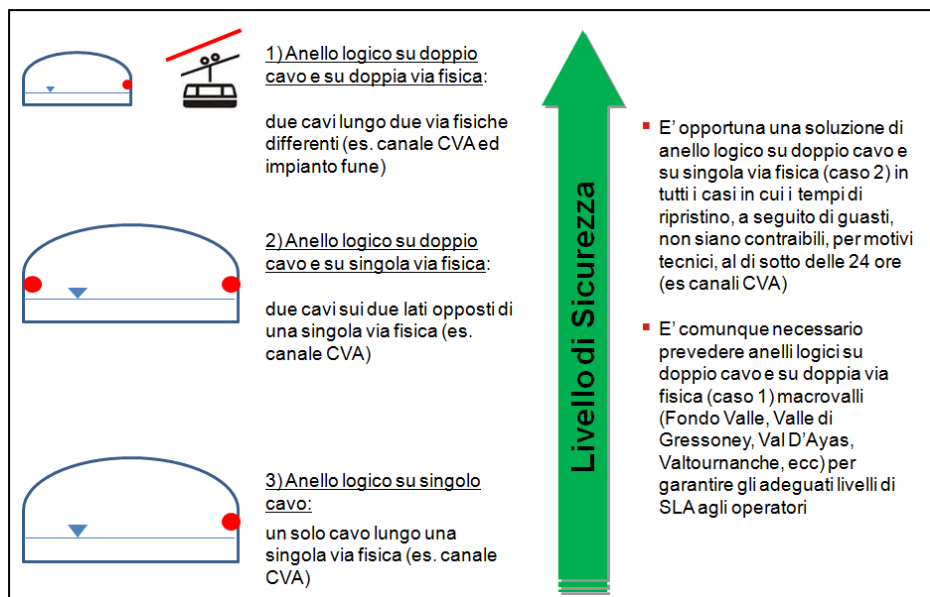 1) Anello logico su doppio
cavo e su doppia via fisica:
due cavi lungo due via fisiche
differenti (es. canale CVA ed
impianto fune)
2) Anello logico su doppio
cavo e su singola via fisica:
due cavi sui due lati opposti di
una singola via fisica (es.
canale CVA)
3) Anello logico su singolo
cavo:
un solo cavo lungo una
singola via fisica (es. canale
CVA)
Livello di Sicurezza
▪ E' opportuna una soluzione di
anello logico su doppio cavo e
su singola via fisica (caso 2) in
tutti i casi in cui i tempi di
ripristino, a seguito di guasti,
non siano contraibili, per motivi
tecnici, al di sotto delle 24 ore
(es canali CVA)
▪ E' comunque necessario
prevedere anelli logici su
doppio cavo e su doppia via
fisica (caso 1) macrovalli
(Fondo Valle, Valle di
Gressoney, Val D'Ayas,
Valtournanche, ecc) per
garantire gli adeguati livelli di
SLA agli operatori